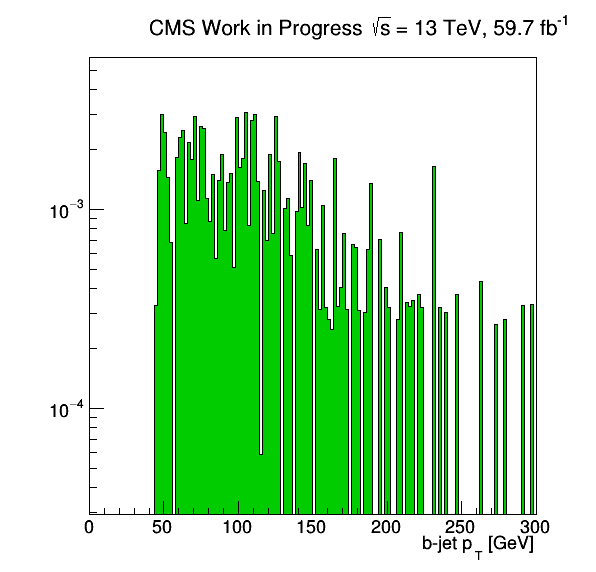 CMS Work in Progress √s = 13 TeV, 59.7 fb⁻¹
10⁻³
10⁻⁴
0 50 100 150 200 250 300
b-jet p_T [GeV]